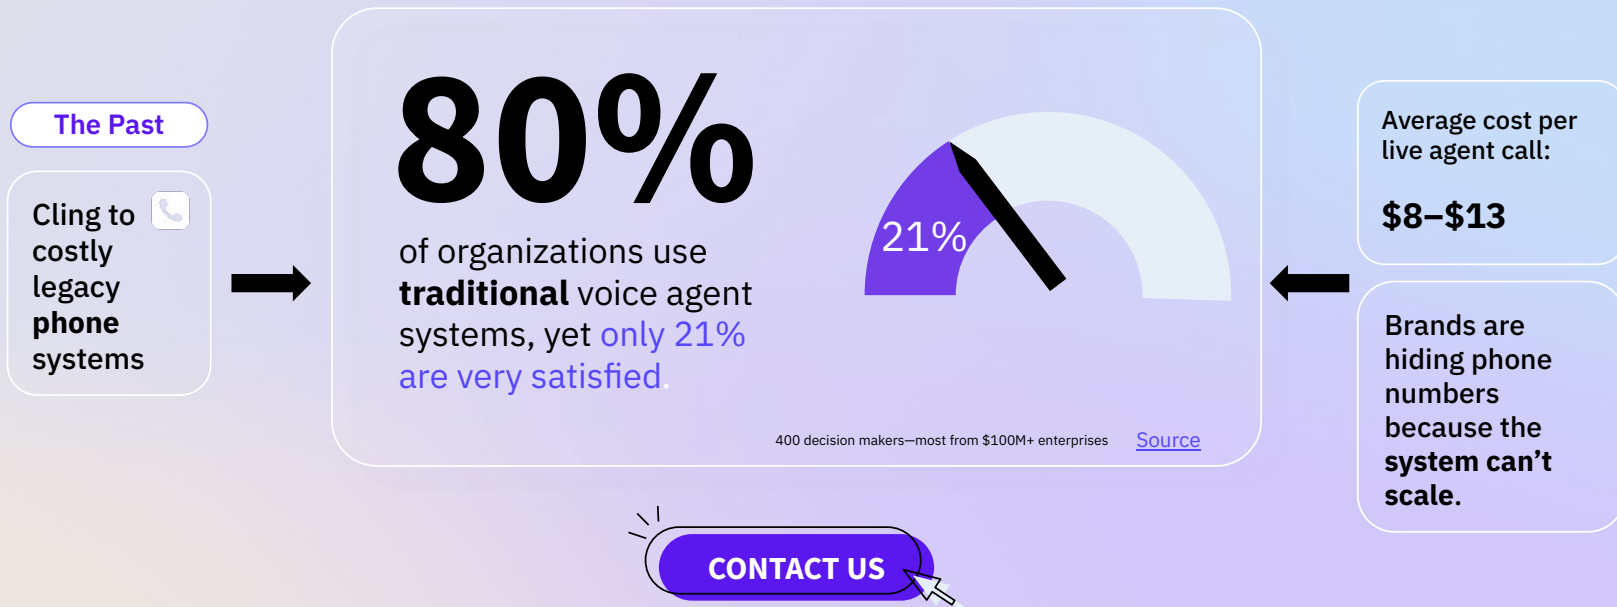 The Past
Cling to
costly
legacy
phone
systems
80%
of organizations use
traditional voice agent
systems, yet only 21%
are very satisfied.
21%
400 decision makers—most from $100M+ enterprises
Source
Average cost per
live agent call:
$8–$13
Brands are
hiding phone
numbers
because the
system can’t
scale.
CONTACT US